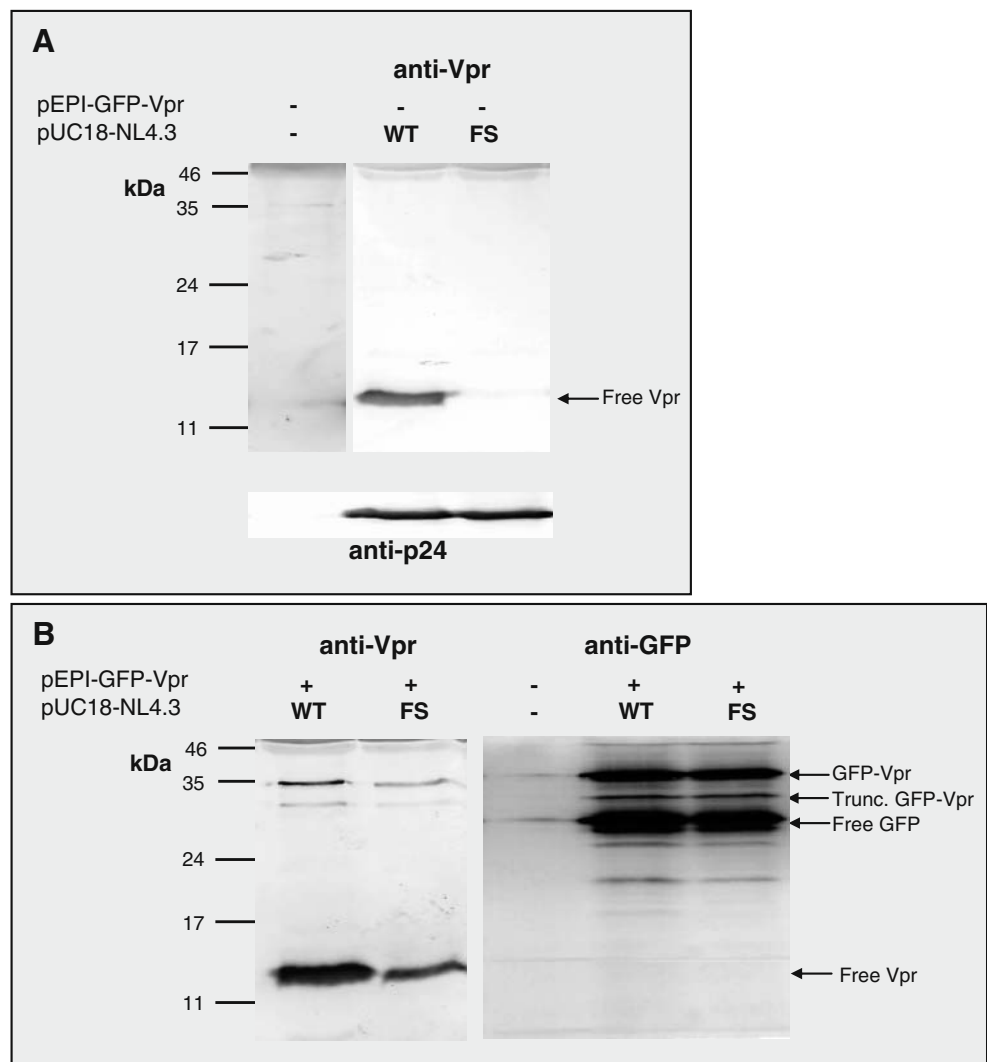 A
anti-Vpr
pEPI-GFP-Vpr - - -
pUC18-NL4.3 - WT FS
kDa
46
35
24
17
11
Free Vpr
anti-p24
B
anti-Vpr anti-GFP
pEPI-GFP-Vpr + + - + +
pUC18-NL4.3 WT FS - WT FS
kDa
46
35
24
17
11
GFP-Vpr
Trunc. GFP-Vpr
Free GFP
Free Vpr